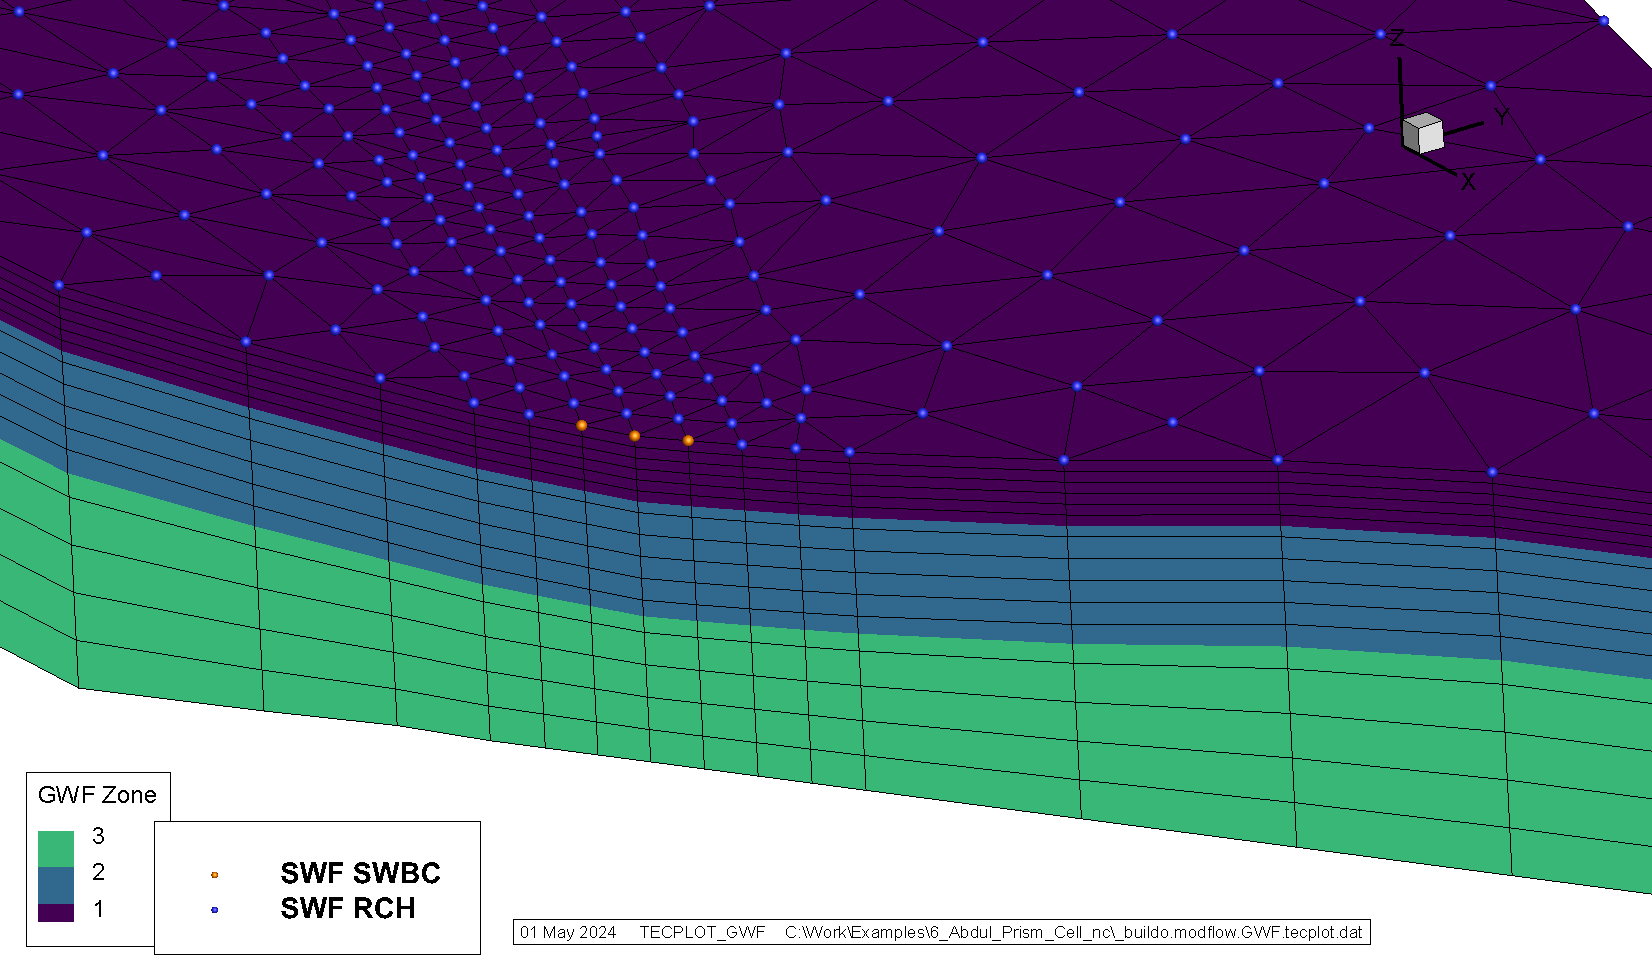 Z
Y
X
GWF Zone
3
2
1
SWF SWBC
SWF RCH
01 May 2024 TECPLOT_GWF C:\Work\Examples\6_Abdul_Prism_Cell_nc\_buildo.modflow.GWF.tecplot.dat